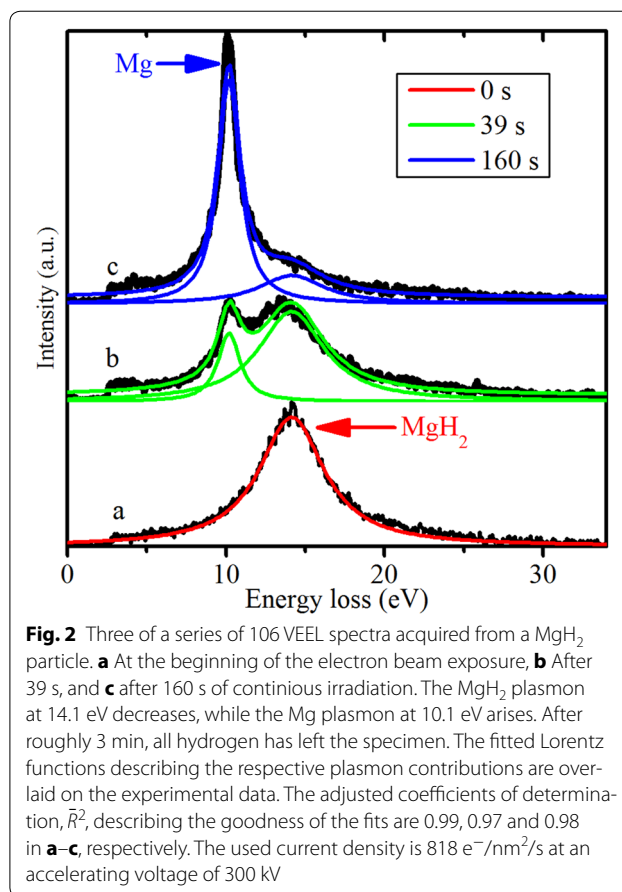 Mg
0 s
39 s
160 s
c
b
MgH₂
a
Intensity (a.u.)
0 10 20 30
Energy loss (eV)
Fig. 2 Three of a series of 106 VEEL spectra acquired from a MgH₂
particle. a At the beginning of the electron beam exposure, b After
39 s, and c after 160 s of continious irradiation. The MgH₂ plasmon
at 14.1 eV decreases, while the Mg plasmon at 10.1 eV arises. After
roughly 3 min, all hydrogen has left the specimen. The fitted Lorentz
functions describing the respective plasmon contributions are over-
laid on the experimental data. The adjusted coefficients of determina-
tion, R̄², describing the goodness of the fits are 0.99, 0.97 and 0.98
in a–c, respectively. The used current density is 818 e⁻/nm²/s at an
accelerating voltage of 300 kV